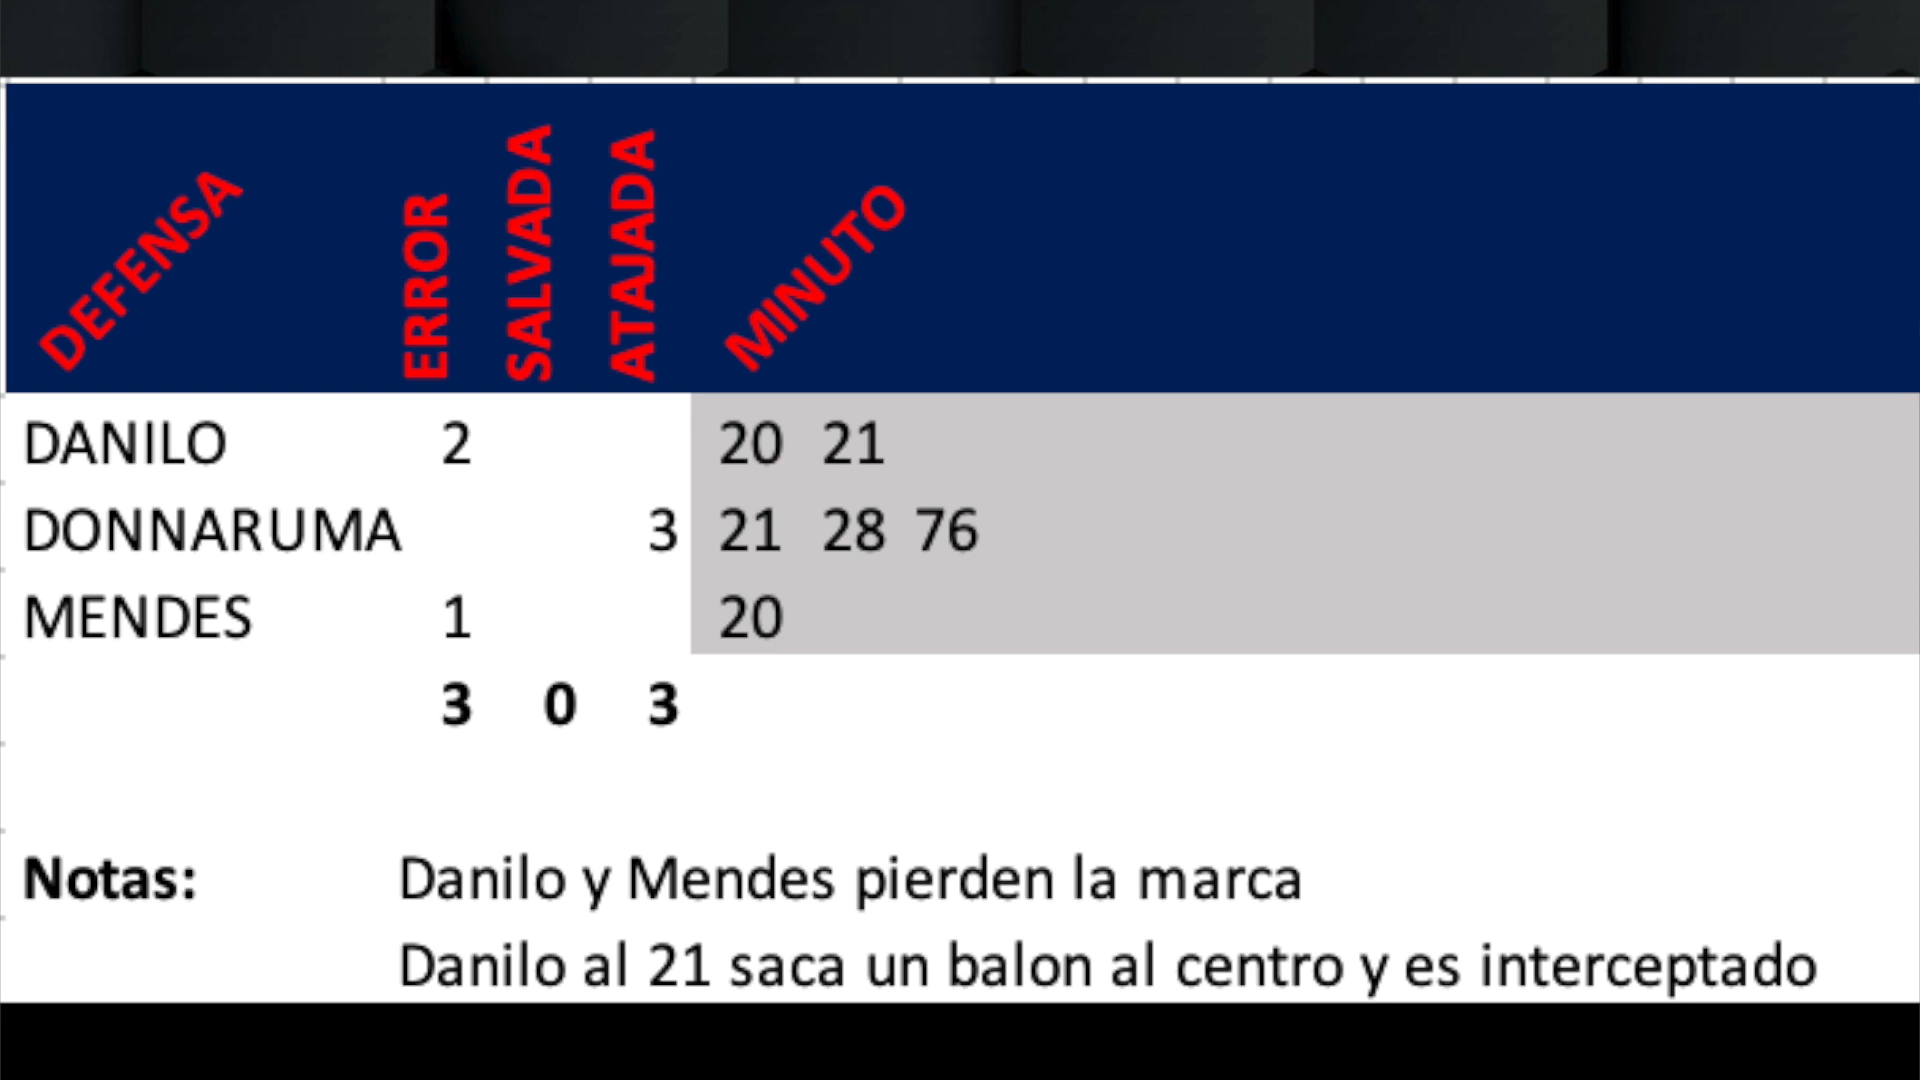 DEFENSA ERROR SALVADA ATAJADA MINUTO
DANILO 2 20 21
DONNARUMA 3 21 28 76
MENDES 1 20
3 0 3
Notas: Danilo y Mendes pierden la marca
Danilo al 21 saca un balon al centro y es interceptado